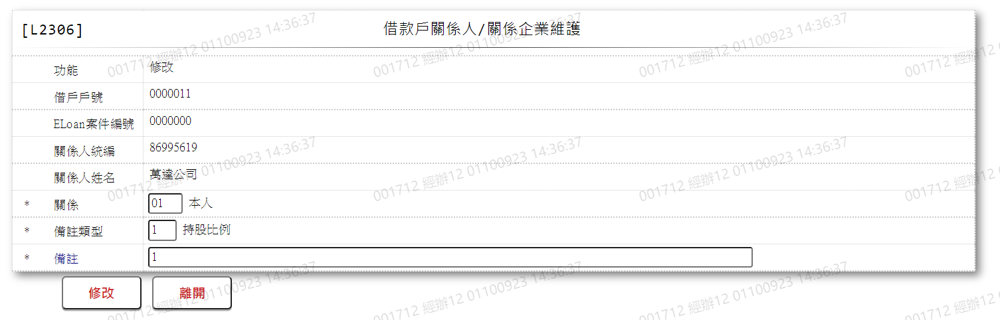 [L2306] 借款戶關係人/關係企業維護
功能 修改
借戶戶號 0000011
ELoan案件編號 0000000
關係人統編 86995619
關係人姓名 萬達公司
* 關係 01 本人
* 備註類型 1 持股比例
* 備註 1
修改 離開
001712 經辦12 01100923 14:36:37